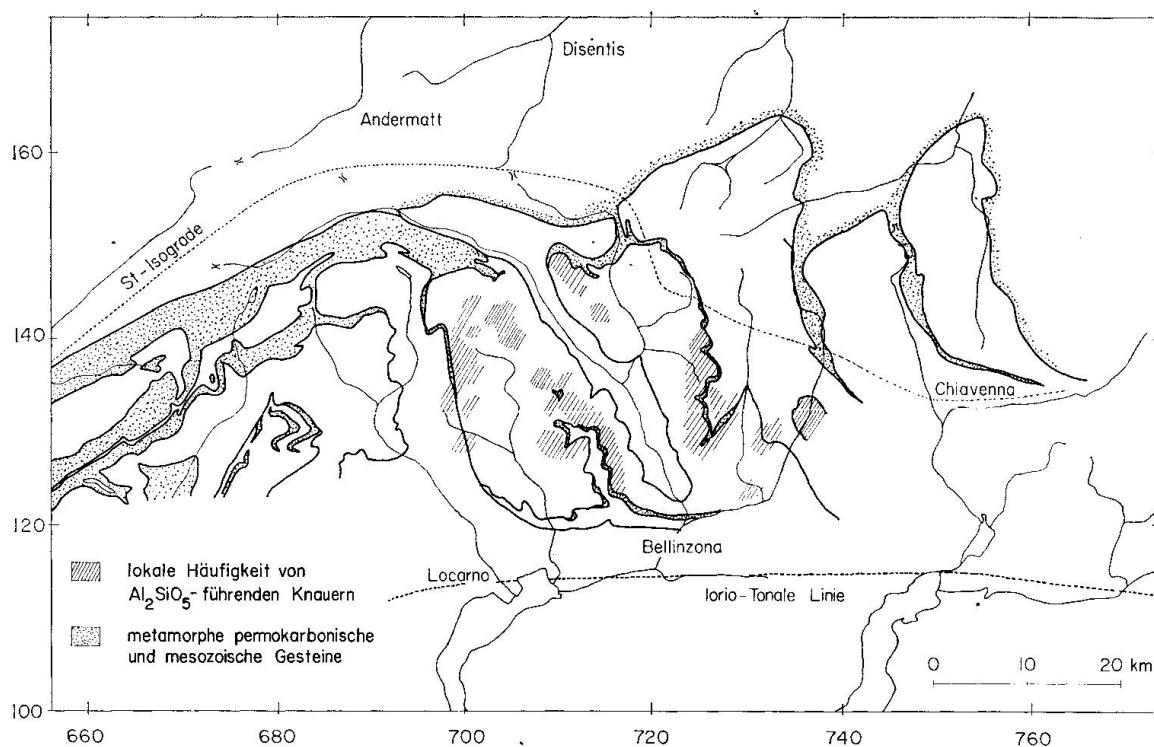 Disentis
Andermatt
160
St-Isograde
140
Chiavenna
120
Bellinzona
lokale Häufigkeit von
Al₂SiO₅-führenden Knauern
Locarno
Iorio-Tonale Linie
metamorphe permokarbonische
und mesozoische Gesteine
0 10 20 km
100
660 680 700 720 740 760